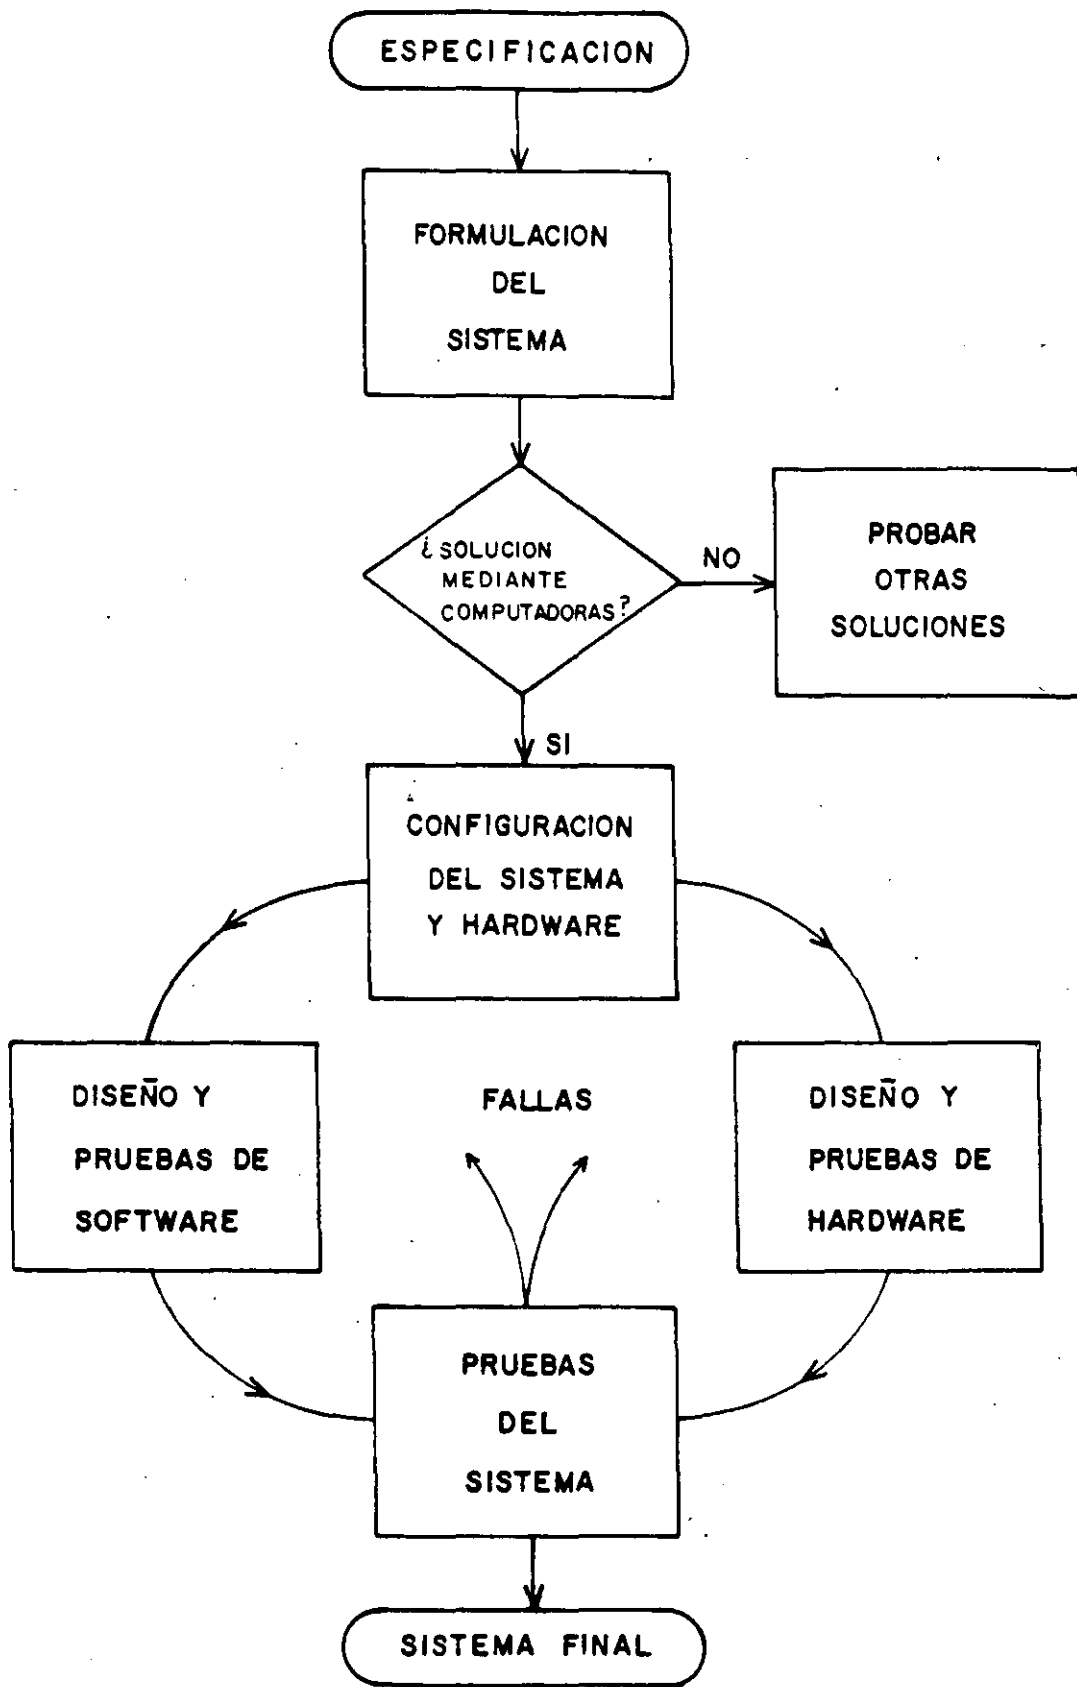 ESPECIFICACION
FORMULACION
DEL
SISTEMA
¿SOLUCION
MEDIANTE
COMPUTADORAS?
NO
PROBAR
OTRAS
SOLUCIONES
SI
CONFIGURACION
DEL SISTEMA
Y HARDWARE
DISEÑO Y
PRUEBAS DE
SOFTWARE
FALLAS
DISEÑO Y
PRUEBAS DE
HARDWARE
PRUEBAS
DEL
SISTEMA
SISTEMA FINAL